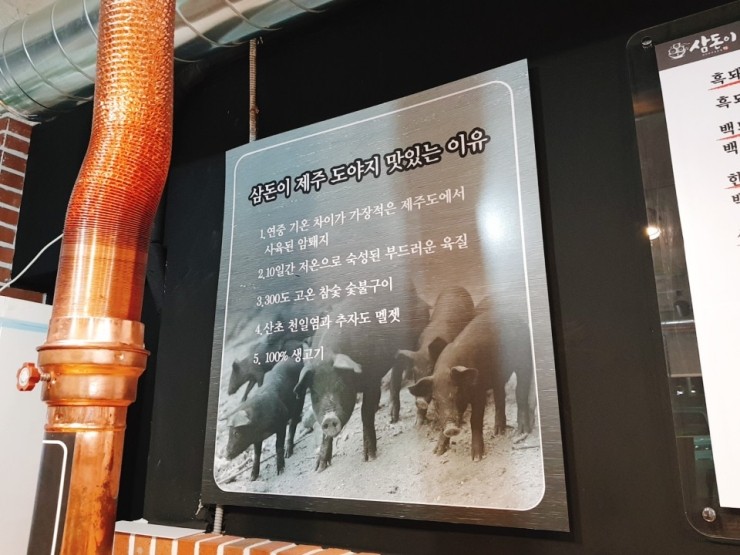 삼돈이 제주 도야지 맛있는 이유
1.연중 기온 차이가 가장적은 제주도에서
사육된 암퇘지
2.10일간 저온으로 숙성된 부드러운 육질
3.300도 고온 참숯 숯불구이
4.산초 천일염과 추자도 멜젯
5. 100% 생고기
삼돈이